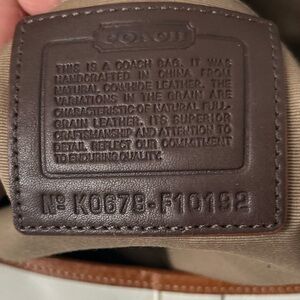 COACH
THIS IS A COACH BAG. IT WAS
HANDCRAFTED IN CHINA FROM
NATURAL COWHIDE LEATHER. THE
VARIATIONS IN THE GRAIN ARE
CHARACTERISTIC OF NATURAL FULL-
GRAIN LEATHER. ITS SUPERIOR
CRAFTSMANSHIP AND ATTENTION TO
DETAIL REFLECT OUR COMMITMENT
TO ENDURING QUALITY.
Nº K0679-F10192